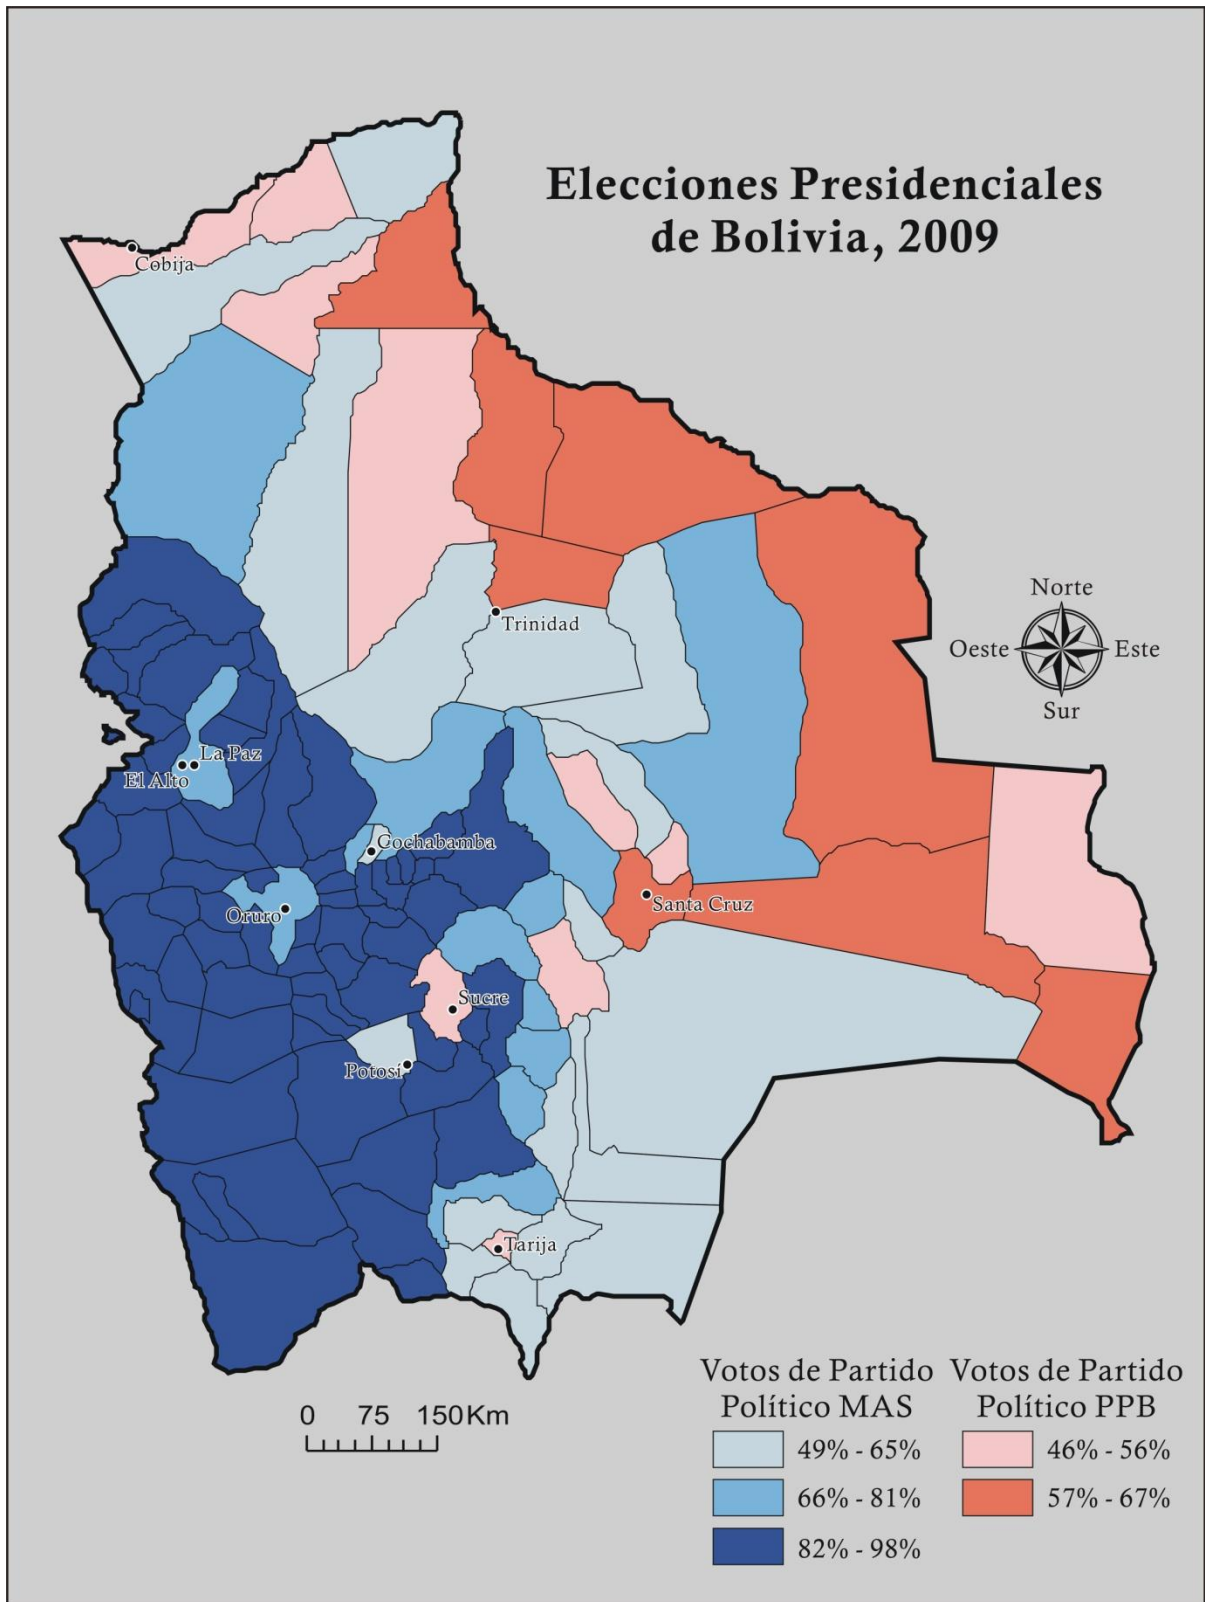 Elecciones Presidenciales
de Bolivia, 2009
Cobija
Norte
Trinidad
Oeste
Este
Sur
La Paz
El Alto
Cochabamba
Santa Cruz
Oruro
Sucre
Potosí
Tarija
Votos de Partido
Político MAS
49% - 65%
66% - 81%
82% - 98%
Votos de Partido
Político PPB
46% - 56%
57% - 67%
0 75 150Km